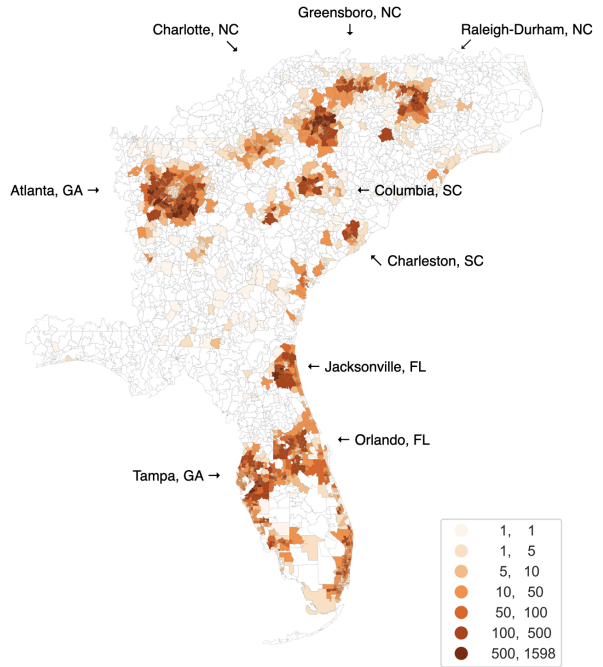 Greensboro, NC
Charlotte, NC
Raleigh-Durham, NC
Atlanta, GA →
← Columbia, SC
Charleston, SC
← Jacksonville, FL
← Orlando, FL
Tampa, GA →
1, 1
1, 5
5, 10
10, 50
50, 100
100, 500
500, 1598